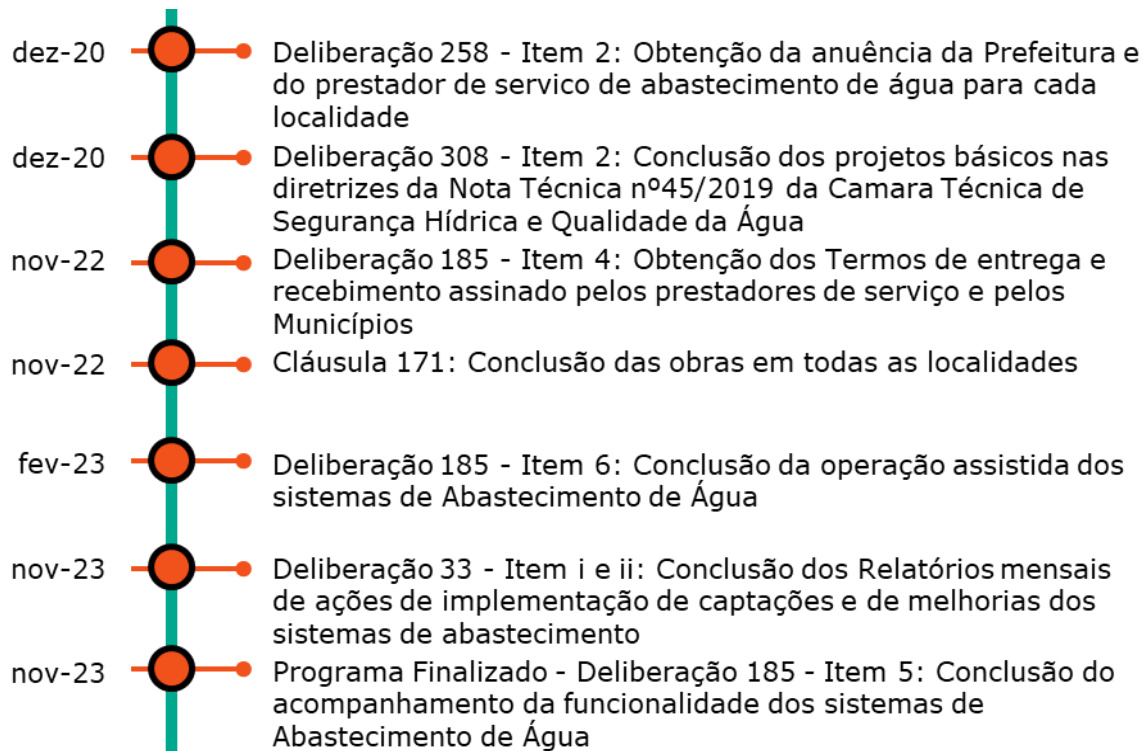 dez-20 Deliberação 258 - Item 2: Obtenção da anuência da Prefeitura e
do prestador de servico de abastecimento de água para cada
localidade
dez-20 Deliberação 308 - Item 2: Conclusão dos projetos básicos nas
diretrizes da Nota Técnica nº45/2019 da Camara Técnica de
Segurança Hídrica e Qualidade da Água
nov-22 Deliberação 185 - Item 4: Obtenção dos Termos de entrega e
recebimento assinado pelos prestadores de serviço e pelos
Municípios
nov-22 Cláusula 171: Conclusão das obras em todas as localidades
fev-23 Deliberação 185 - Item 6: Conclusão da operação assistida dos
sistemas de Abastecimento de Água
nov-23 Deliberação 33 - Item i e ii: Conclusão dos Relatórios mensais
de ações de implementação de captações e de melhorias dos
sistemas de abastecimento
nov-23 Programa Finalizado - Deliberação 185 - Item 5: Conclusão do
acompanhamento da funcionalidade dos sistemas de
Abastecimento de Água